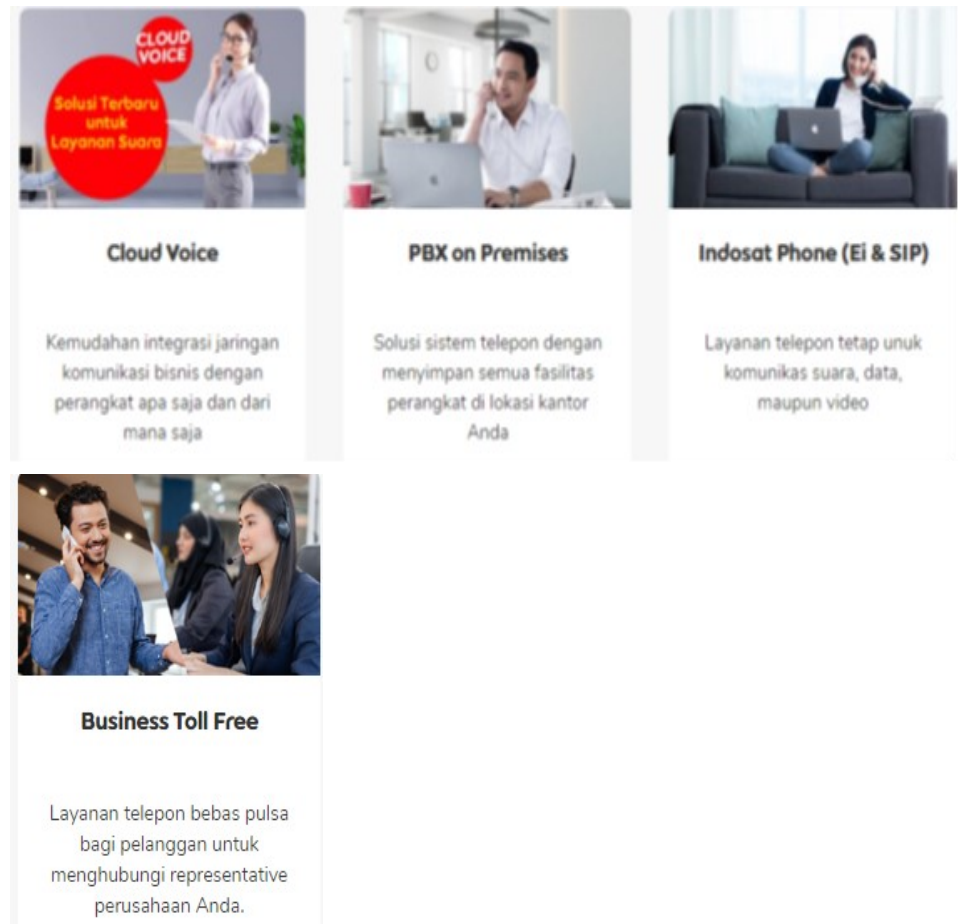 CLOUD
VOICE
Solusi Terbaru
untuk
Layanan Suara
Cloud Voice
Kemudahan integrasi jaringan
komunikasi bisnis dengan
perangkat apa saja dan dari
mana saja
PBX on Premises
Solusi sistem telepon dengan
menyimpan semua fasilitas
perangkat di lokasi kantor
Anda
Indosat Phone (Ei & SIP)
Layanan telepon tetap unuk
komunikas suara, data,
maupun video
Business Toll Free
Layanan telepon bebas pulsa
bagi pelanggan untuk
menghubungi representative
perusahaan Anda.